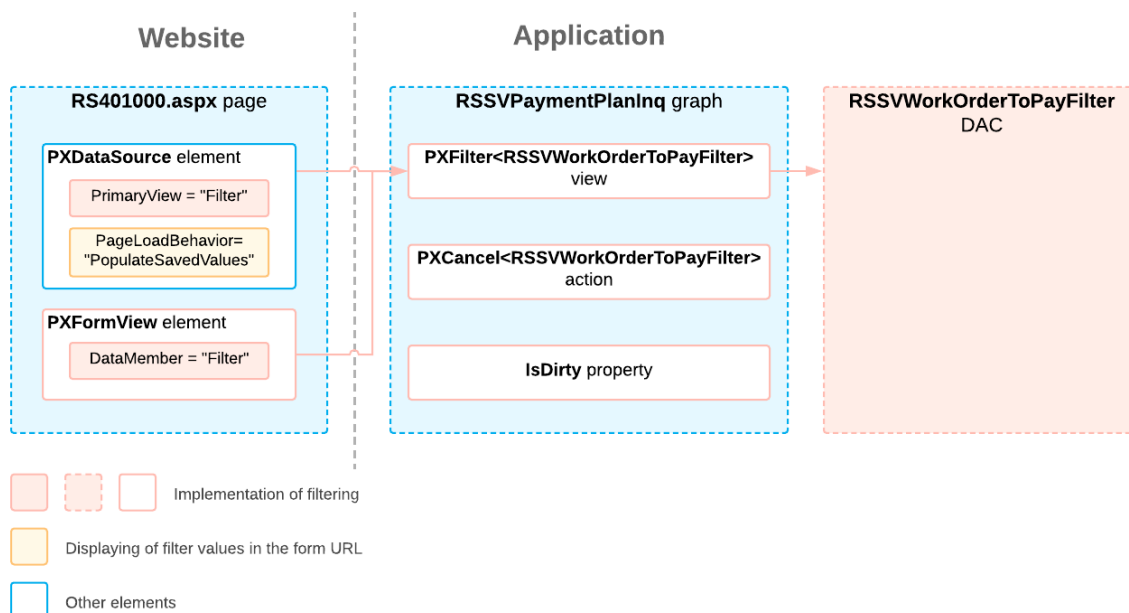 Website
Application
RS401000.aspx page
PXDataSource element
PrimaryView = "Filter"
PageLoadBehavior=
"PopulateSavedValues"
PXFormView element
DataMember = "Filter"
RSSVPaymentPlanInq graph
PXFilter<RSSVWorkOrderToPayFilter>
view
PXCancel<RSSVWorkOrderToPayFilter>
action
IsDirty property
RSSVWorkOrderToPayFilter
DAC
Implementation of filtering
Displaying of filter values in the form URL
Other elements